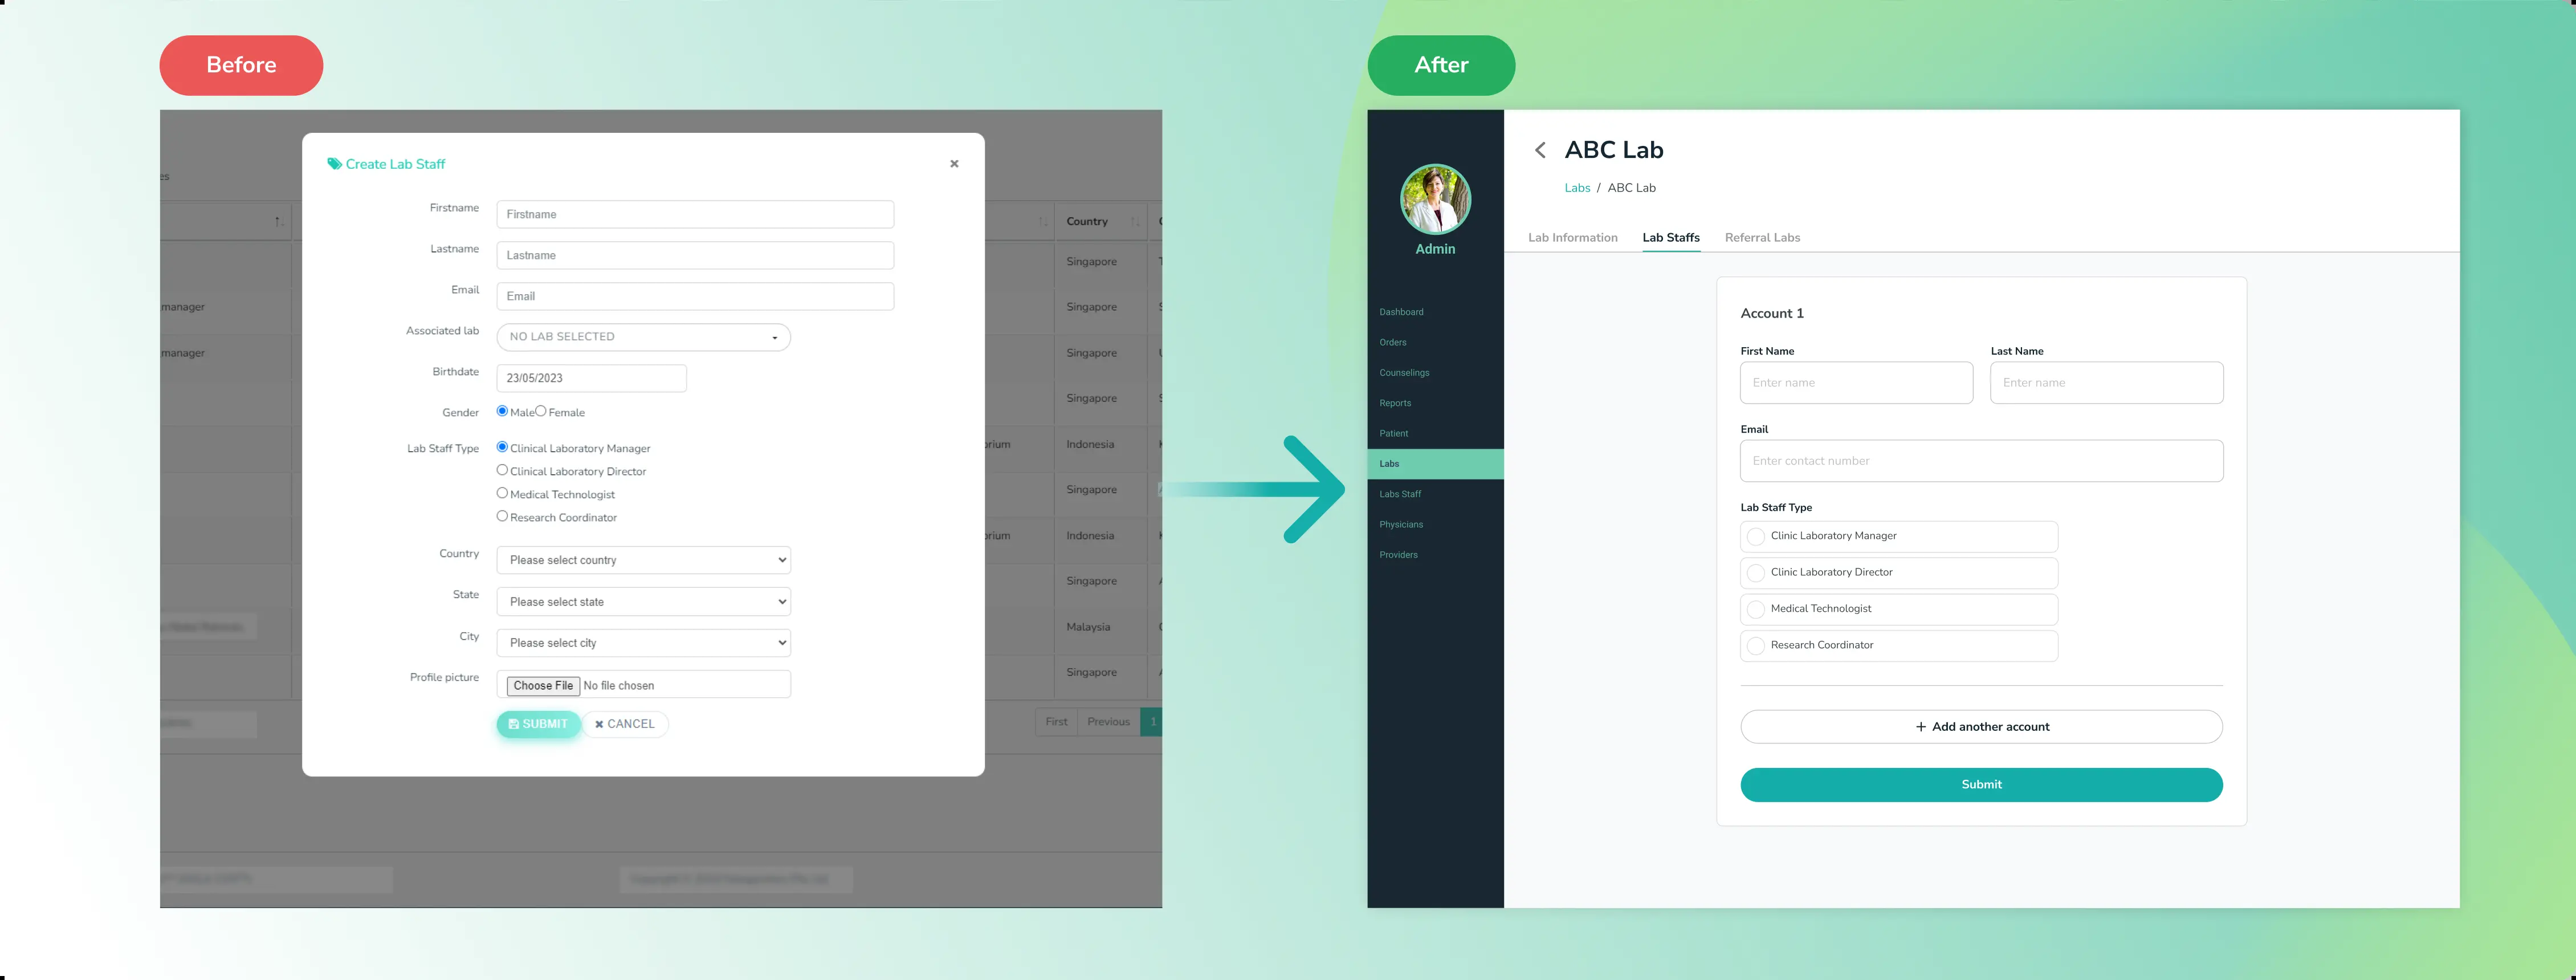 Before
Create Lab Staff
×
es
Firstname
Firstname
Lastname
Lastname
Email
Email
Associated lab
NO LAB SELECTED
Birthdate
23/05/2023
Gender
Male Female
Lab Staff Type
Clinical Laboratory Manager
Clinical Laboratory Director
Medical Technologist
Research Coordinator
Country
Please select country
State
Please select state
City
Please select city
Profile picture
Choose File No file chosen
SUBMIT
× CANCEL
manager
manager
Country
Singapore
Singapore
Singapore
Singapore
orium Indonesia
Singapore
orium Indonesia
Singapore
Malaysia
Singapore
First Previous 1
After
Admin
Dashboard
Orders
Counselings
Reports
Patient
Labs
Labs Staff
Physicians
Providers
ABC Lab
Labs / ABC Lab
Lab Information Lab Staffs Referral Labs
Account 1
First Name Last Name
Enter name Enter name
Email
Enter contact number
Lab Staff Type
Clinic Laboratory Manager
Clinic Laboratory Director
Medical Technologist
Research Coordinator
+ Add another account
Submit